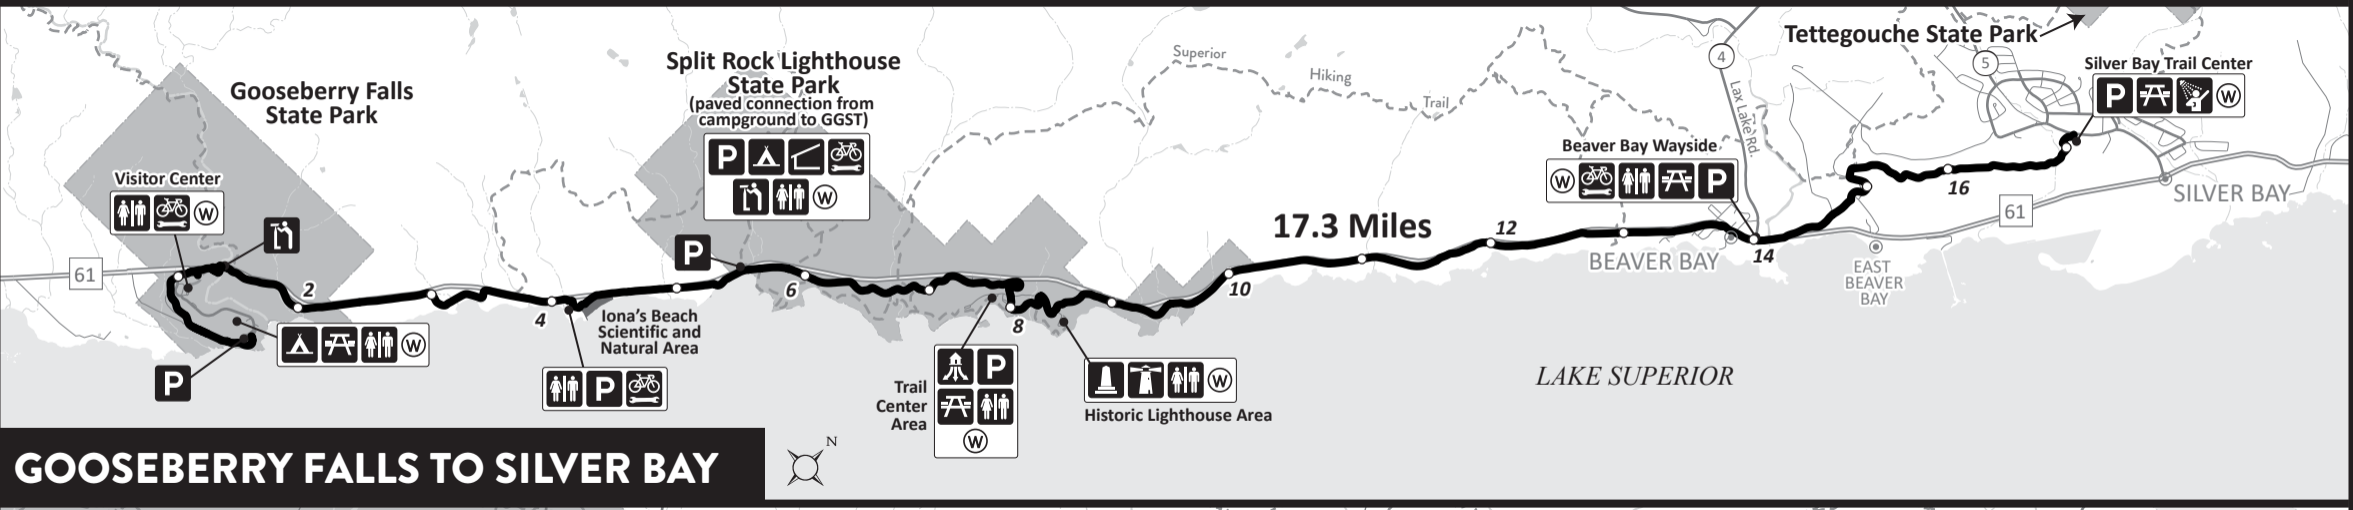 Gooseberry Falls
State Park
Split Rock Lighthouse
State Park
(paved connection from
campground to GGST)
P
W
Superior
Hiking
Trail
4
Lax Lake Rd.
Tettegouche State Park
5
Silver Bay Trail Center
P
W
Visitor Center
W
Beaver Bay Wayside
W
P
17.3 Miles
61
2
4
6
8
10
12
14
16
P
W
P
Iona's Beach
Scientific and
Natural Area
P
P
W
Trail
Center
Area
W
Historic Lighthouse Area
BEAVER BAY
EAST
BEAVER
BAY
61
SILVER BAY
LAKE SUPERIOR
N
GOOSEBERRY FALLS TO SILVER BAY